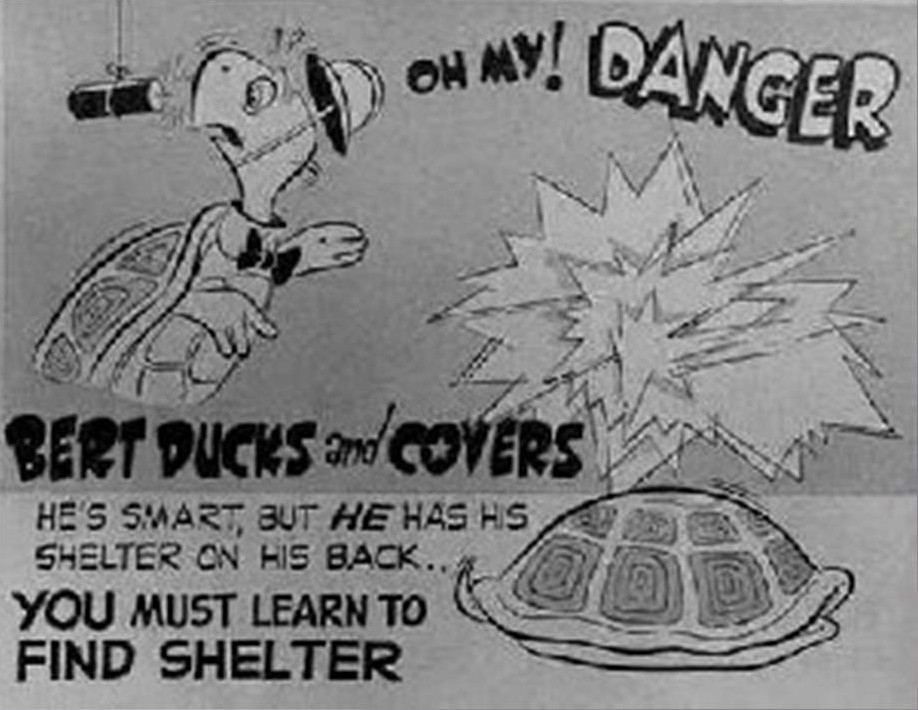 OH MY! DANGER
BERT DUCKS and COVERS
HE'S SMART, BUT HE HAS HIS
SHELTER ON HIS BACK..
YOU MUST LEARN TO
FIND SHELTER